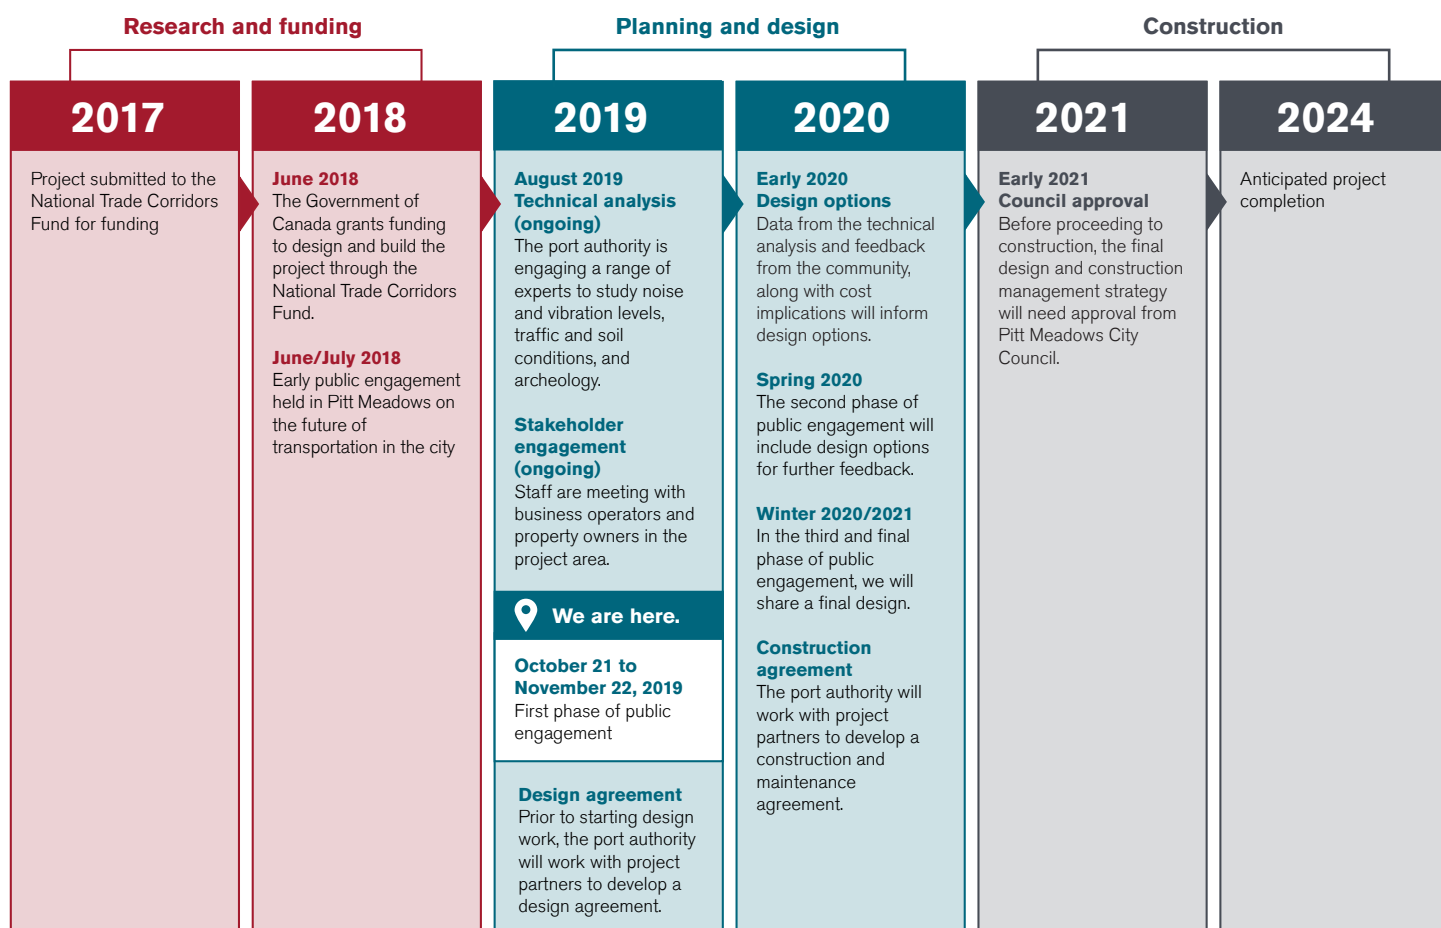 Research and funding
Planning and design
Construction
2017
Project submitted to the
National Trade Corridors
Fund for funding
2018
June 2018
The Government of
Canada grants funding
to design and build the
project through the
National Trade Corridors
Fund.
June/July 2018
Early public engagement
held in Pitt Meadows on
the future of
transportation in the city
2019
August 2019
Technical analysis
(ongoing)
The port authority is
engaging a range of
experts to study noise
and vibration levels,
traffic and soil
conditions, and
archeology.
Stakeholder
engagement
(ongoing)
Staff are meeting with
business operators and
property owners in the
project area.
We are here.
October 21 to
November 22, 2019
First phase of public
engagement
Design agreement
Prior to starting design
work, the port authority
will work with project
partners to develop a
design agreement.
2020
Early 2020
Design options
Data from the technical
analysis and feedback
from the community,
along with cost
implications will inform
design options.
Spring 2020
The second phase of
public engagement will
include design options
for further feedback.
Winter 2020/2021
In the third and final
phase of public
engagement, we will
share a final design.
Construction
agreement
The port authority will
work with project
partners to develop a
construction and
maintenance
agreement.
2021
Early 2021
Council approval
Before proceeding to
construction, the final
design and construction
management strategy
will need approval from
Pitt Meadows City
Council.
2024
Anticipated project
completion